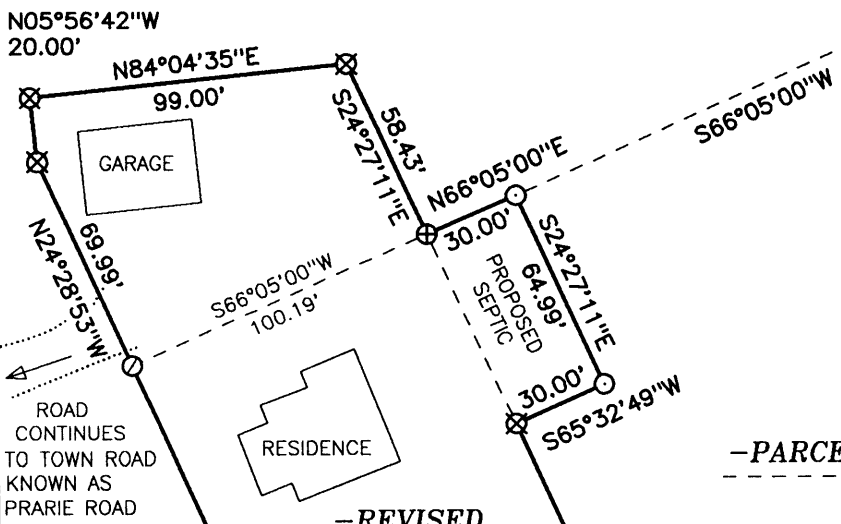 N05°56'42"W
20.00'
N84°04'35"E
99.00'
58.43'
S24°27'11"E
S66°05'00"W
GARAGE
N66°05'00"E
30.00'
69.99'
N24°28'53"W
S24°27'11"E
64.99'
PROPOSED
SEPTIC
S66°05'00"W
100.19'
30.00'
S65°32'49"W
ROAD
CONTINUES
TO TOWN ROAD
KNOWN AS
PRARIE ROAD
RESIDENCE
-PARCE
-REVISED